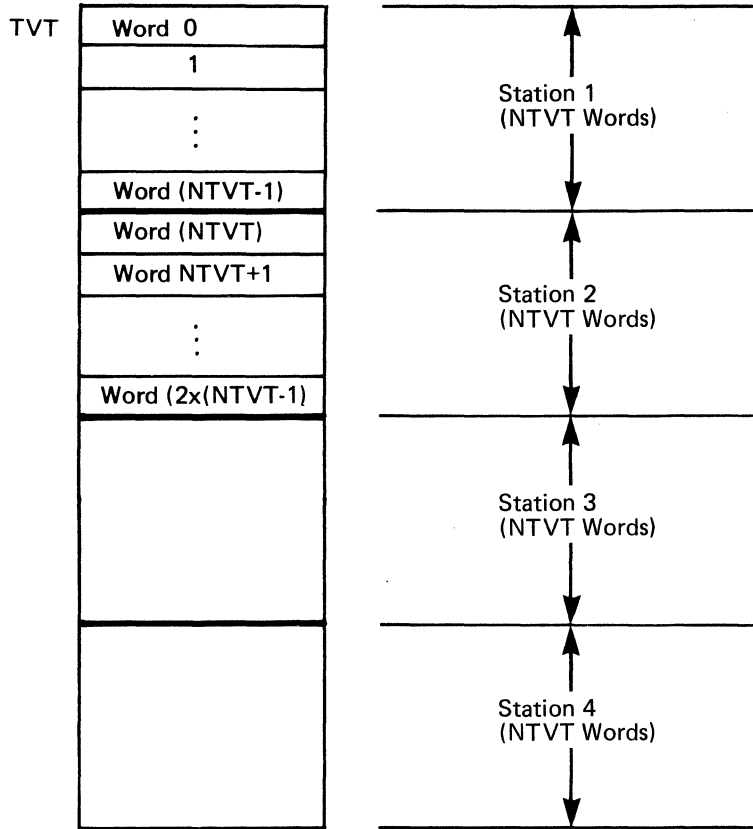 TVT
Word 0
1
⋮
Word (NTVT-1)
Word (NTVT)
Word NTVT+1
⋮
Word (2x(NTVT-1)
Station 1
(NTVT Words)
Station 2
(NTVT Words)
Station 3
(NTVT Words)
Station 4
(NTVT Words)